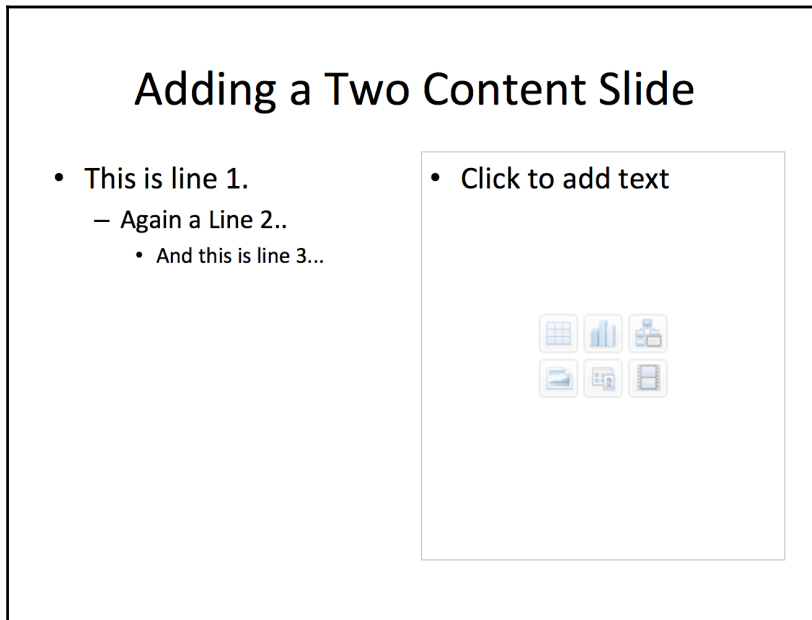 Adding a Two Content Slide
• This is line 1.
– Again a Line 2..
• And this is line 3...
• Click to add text